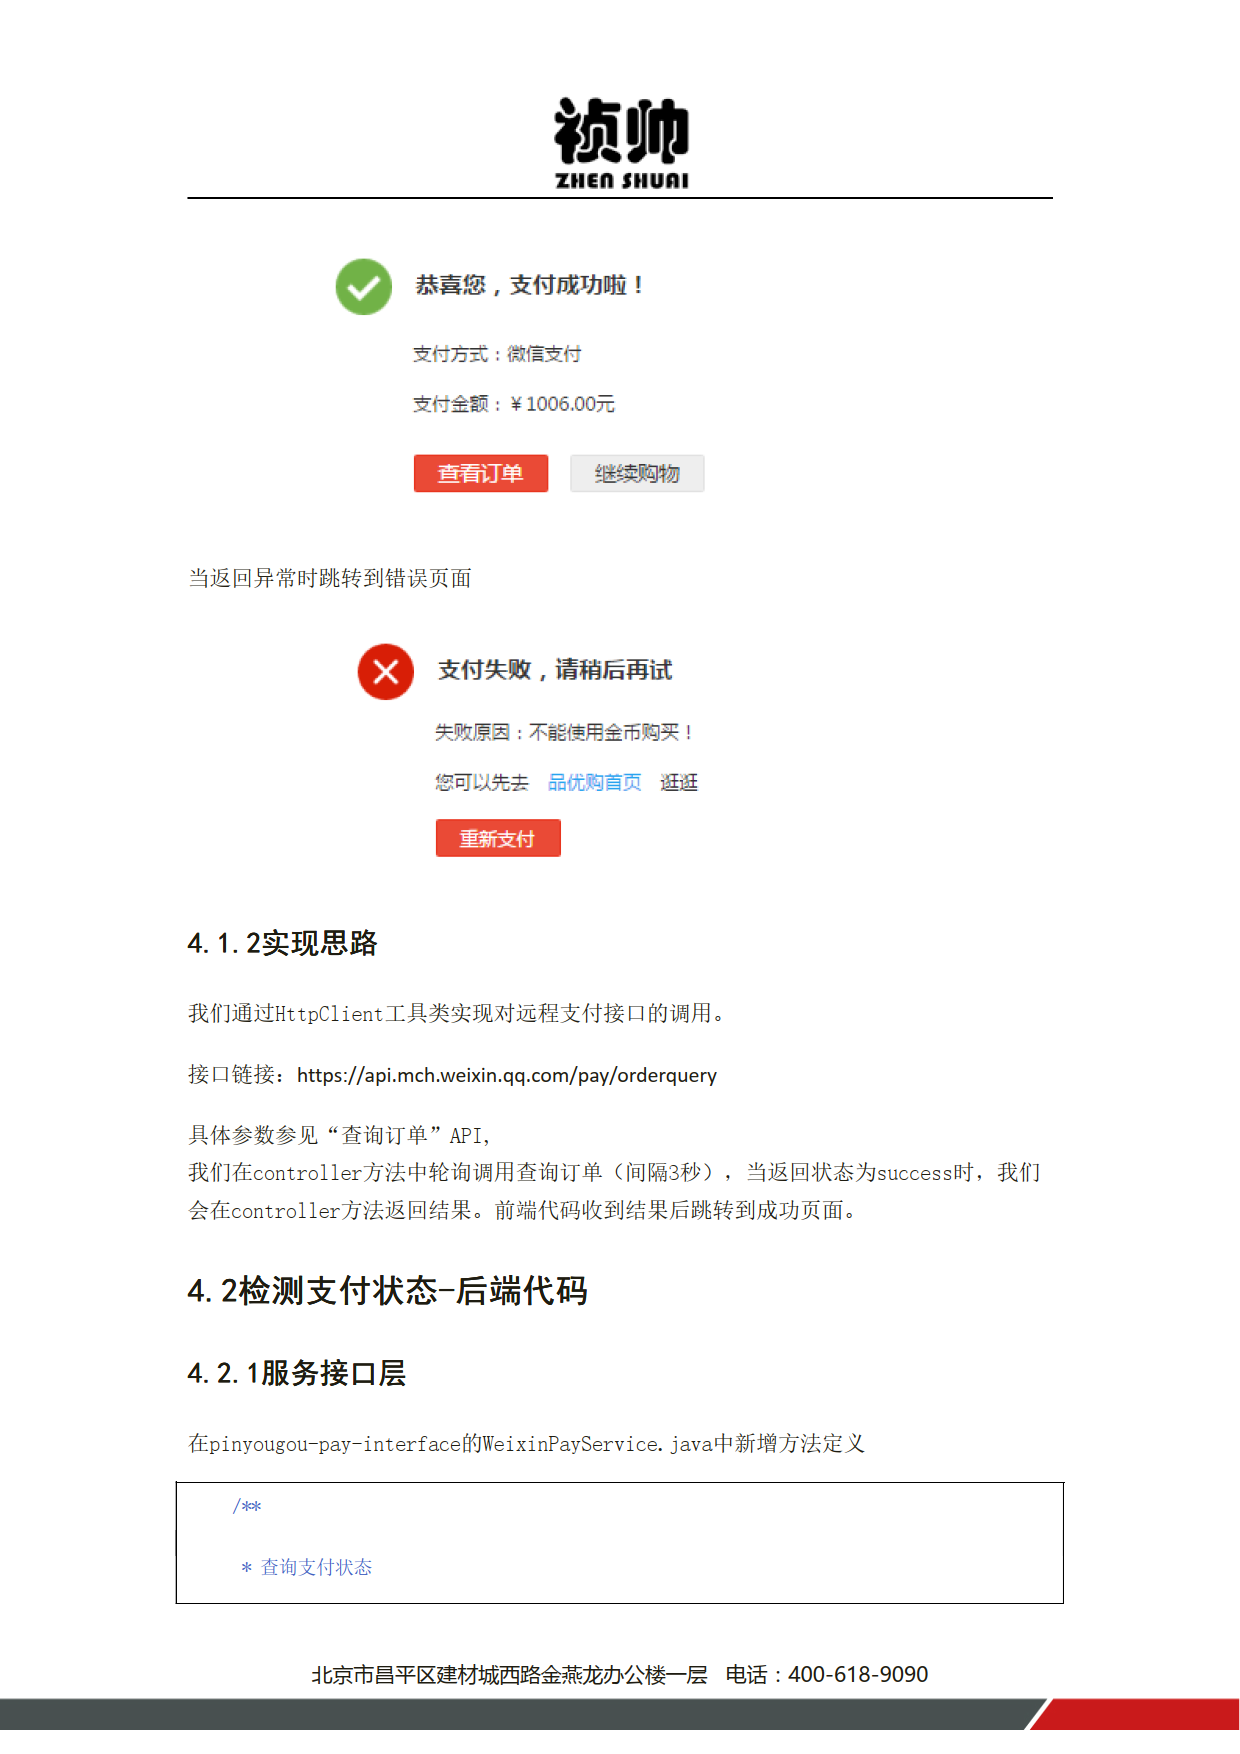 祯帅
ZHEN SHUAI
恭喜您，支付成功啦！
支付方式：微信支付
支付金额：￥1006.00元
查看订单 继续购物
当返回异常时跳转到错误页面
支付失败，请稍后再试
失败原因：不能使用金币购买！
您可以先去 品优购首页 逛逛
重新支付
4.1.2实现思路
我们通过HttpClient工具类实现对远程支付接口的调用。
接口链接：https://api.mch.weixin.qq.com/pay/orderquery
具体参数参见“查询订单”API,
我们在controller方法中轮询调用查询订单（间隔3秒），当返回状态为success时，我们
会在controller方法返回结果。前端代码收到结果后跳转到成功页面。
4.2检测支付状态-后端代码
4.2.1服务接口层
在pinyougou-pay-interface的WeixinPayService.java中新增方法定义
/**
* 查询支付状态
北京市昌平区建材城西路金燕龙办公楼一层 电话：400-618-9090